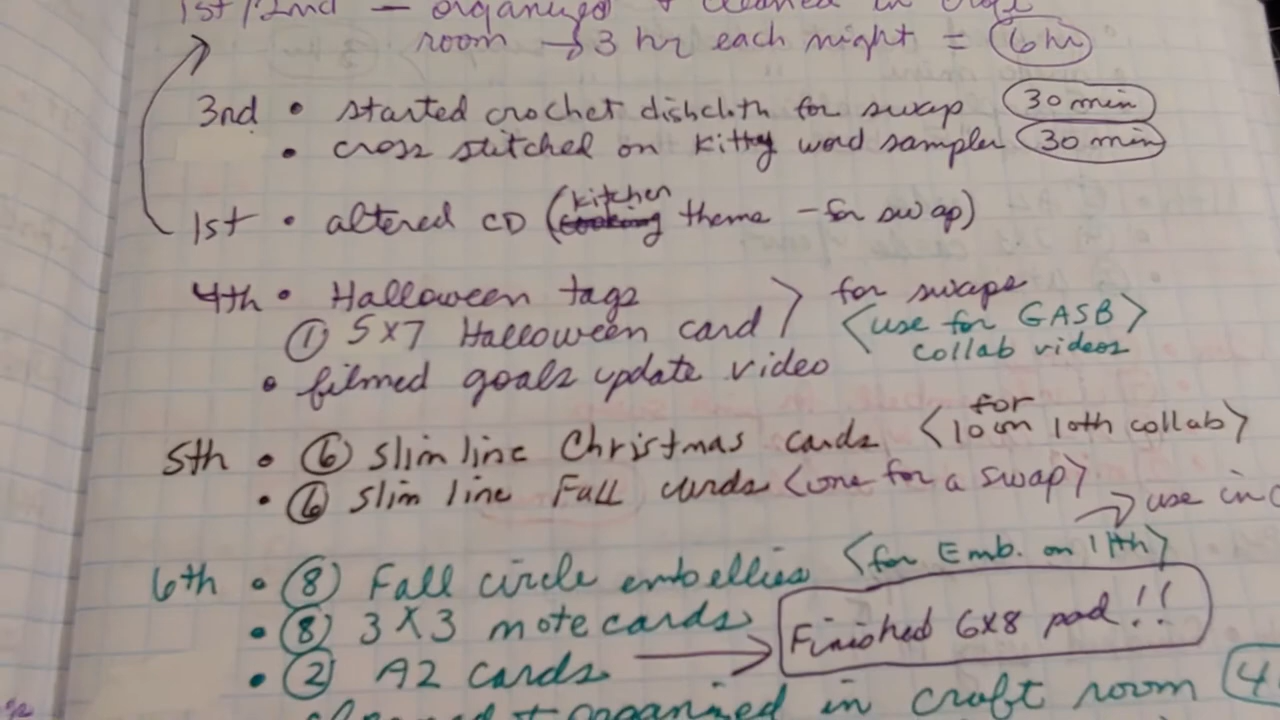 1st/2nd – organized + cleaned in craft
room → 3 hr each night = 6 hr
3rd • started crochet dishcloth for swap 30 min
• cross stitched on Kitty word sampler 30 min
1st • altered CD (kitchen theme – for swap)
4th • Halloween tags
① 5x7 Halloween card > for swaps
<use for GASB>
collab videos
• filmed goals update video
5th • ⑥ slim line Christmas cards <for
10 on 10th collab>
• ⑥ slim line Fall cards <one for a swap>
→ use in
6th • ⑧ Fall circle embellies <for Emb. on 11th>
• ⑧ 3x3 notecards
• ② A2 cards → Finished 6x8 pad!!
cleaned + organized in craft room 4